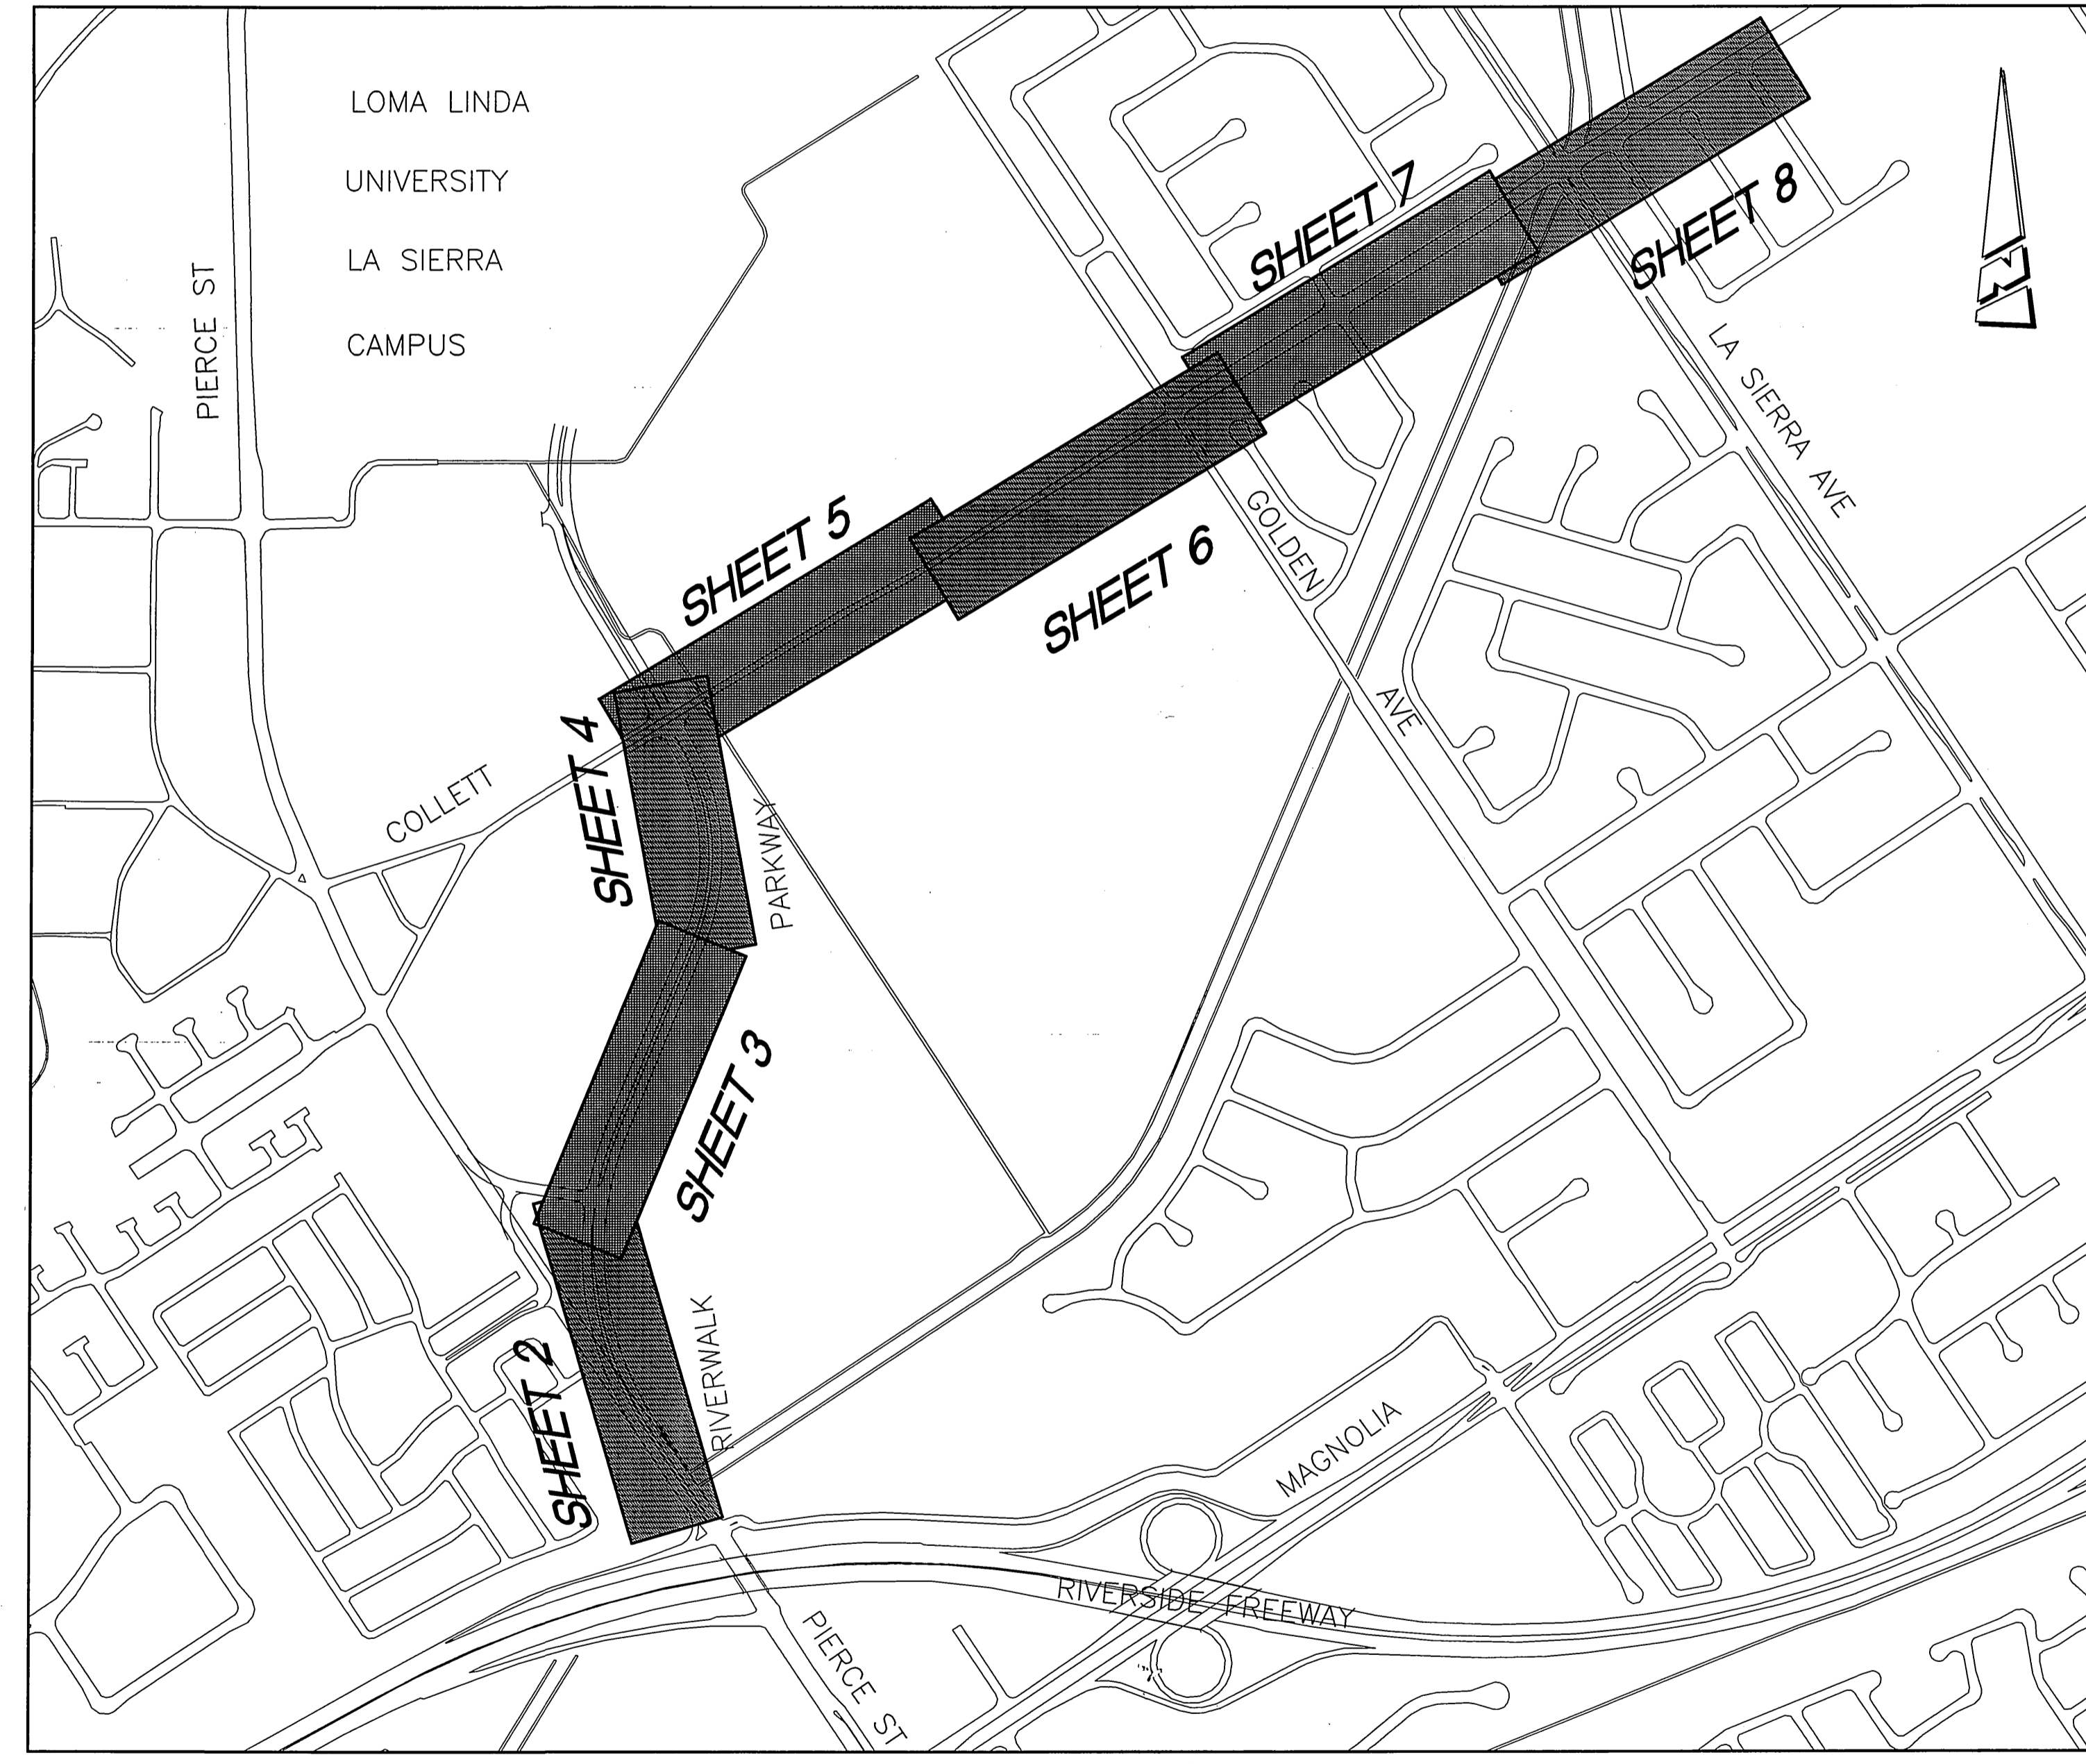 LOMA LINDA
UNIVERSITY
LA SIERRA
CAMPUS
PIERCE ST
SHEET 7
SHEET 8
LA SIERRA AVE
SHEET 5
SHEET 6
GOLDEN
AVE
SHEET 4
COLLETT
PARKWAY
SHEET 3
SHEET 2
RIVERWALK
MAGNOLIA
RIVERSIDE FREEWAY
PIERCE ST
N